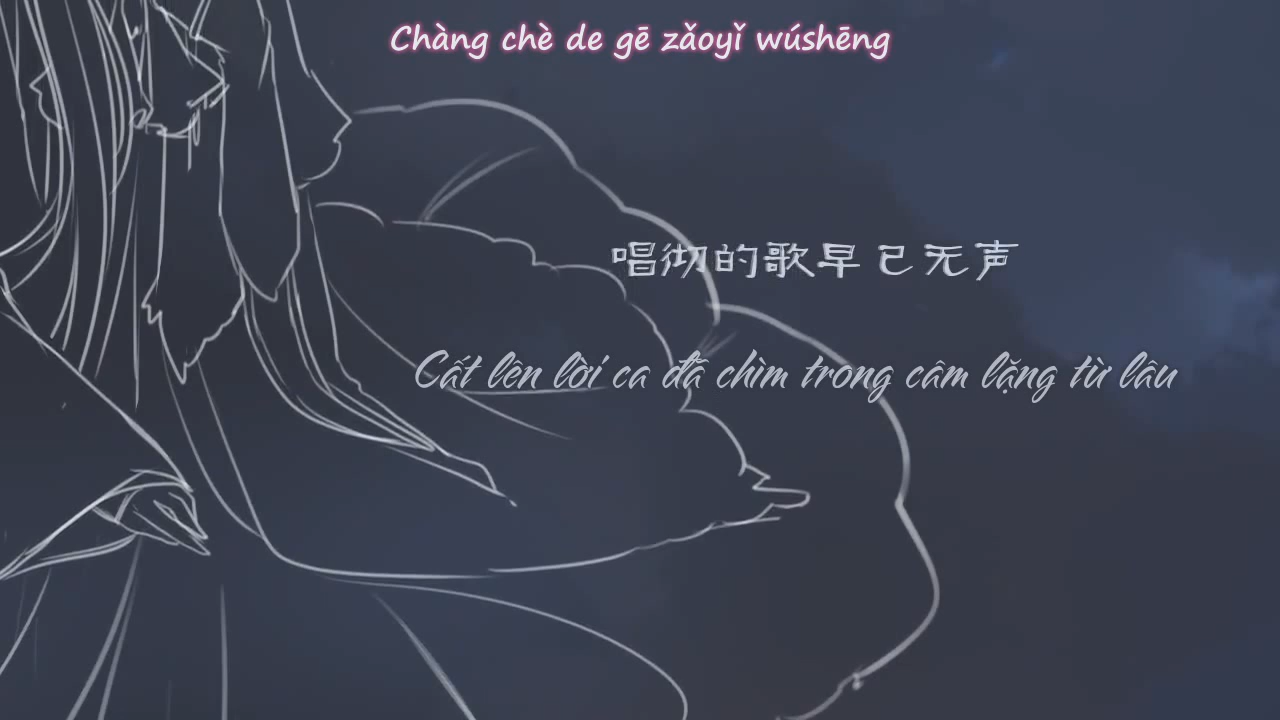 Chàng chè de gē zǎoyǐ wúshēng
唱彻的歌早已无声
Cất lên lời ca đã chìm trong câm lặng từ lâu